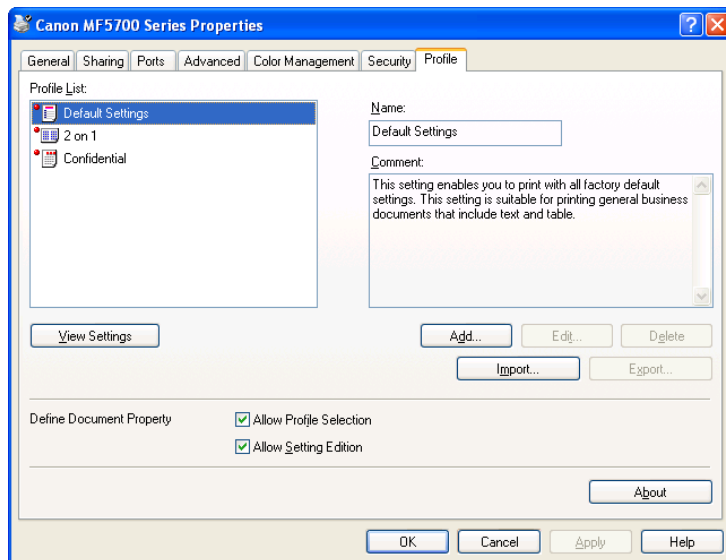 Canon MF5700 Series Properties
General Sharing Ports Advanced Color Management Security Profile
Profile List:
Default Settings
2 on 1
Confidential
Name:
Default Settings
Comment:
This setting enables you to print with all factory default
settings. This setting is suitable for printing general business
documents that include text and table.
View Settings
Add... Edit... Delete
Import... Export...
Define Document Property
Allow Profile Selection
Allow Setting Edition
About
OK Cancel Apply Help